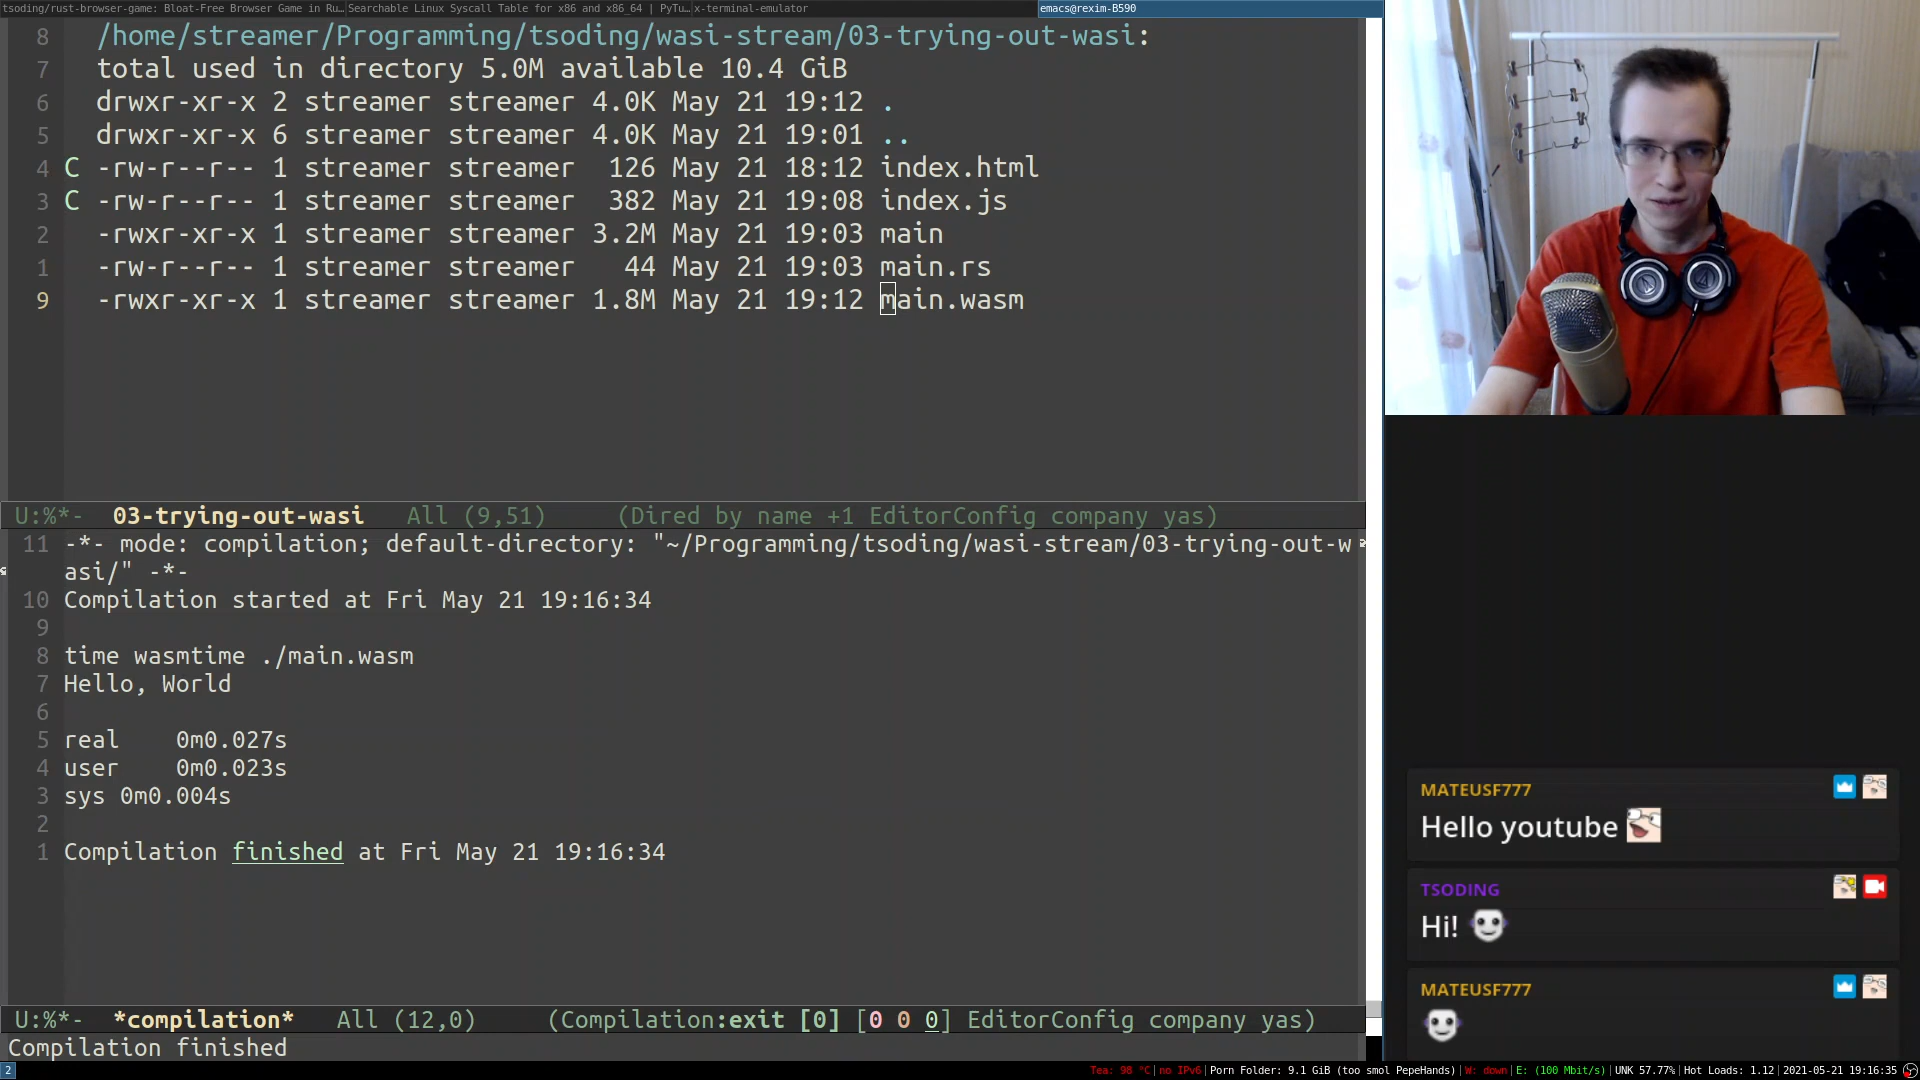 tsoding/rust-browser-game: Bloat-Free Browser Game in Ru... Searchable Linux Syscall Table for x86 and x86_64 | PyTu... x-terminal-emulator emacs@rexim-B590
8 /home/streamer/Programming/tsoding/wasi-stream/03-trying-out-wasi:
7 total used in directory 5.0M available 10.4 GiB
6 drwxr-xr-x 2 streamer streamer 4.0K May 21 19:12 .
5 drwxr-xr-x 6 streamer streamer 4.0K May 21 19:01 ..
4 C -rw-r--r-- 1 streamer streamer 126 May 21 18:12 index.html
3 C -rw-r--r-- 1 streamer streamer 382 May 21 19:08 index.js
2 -rwxr-xr-x 1 streamer streamer 3.2M May 21 19:03 main
1 -rw-r--r-- 1 streamer streamer 44 May 21 19:03 main.rs
9 -rwxr-xr-x 1 streamer streamer 1.8M May 21 19:12 main.wasm
U:%*- 03-trying-out-wasi All (9,51) (Dired by name +1 EditorConfig company yas)
11 -*- mode: compilation; default-directory: "~/Programming/tsoding/wasi-stream/03-trying-out-w
asi/" -*-
10 Compilation started at Fri May 21 19:16:34
9
8 time wasmtime ./main.wasm
7 Hello, World
6
5 real 0m0.027s
4 user 0m0.023s
3 sys 0m0.004s
2
1 Compilation finished at Fri May 21 19:16:34
U:%*- *compilation* All (12,0) (Compilation:exit [0] [0 0 0] EditorConfig company yas)
Compilation finished
MATEUSF777
Hello youtube
TSODING
Hi!
MATEUSF777
2 Tea: 98 °C | no IPv6 | Porn Folder: 9.1 GiB (too smol PepeHands) | W: down | E: (100 Mbit/s) | UNK 57.77% | Hot Loads: 1.12 | 2021-05-21 19:16:35